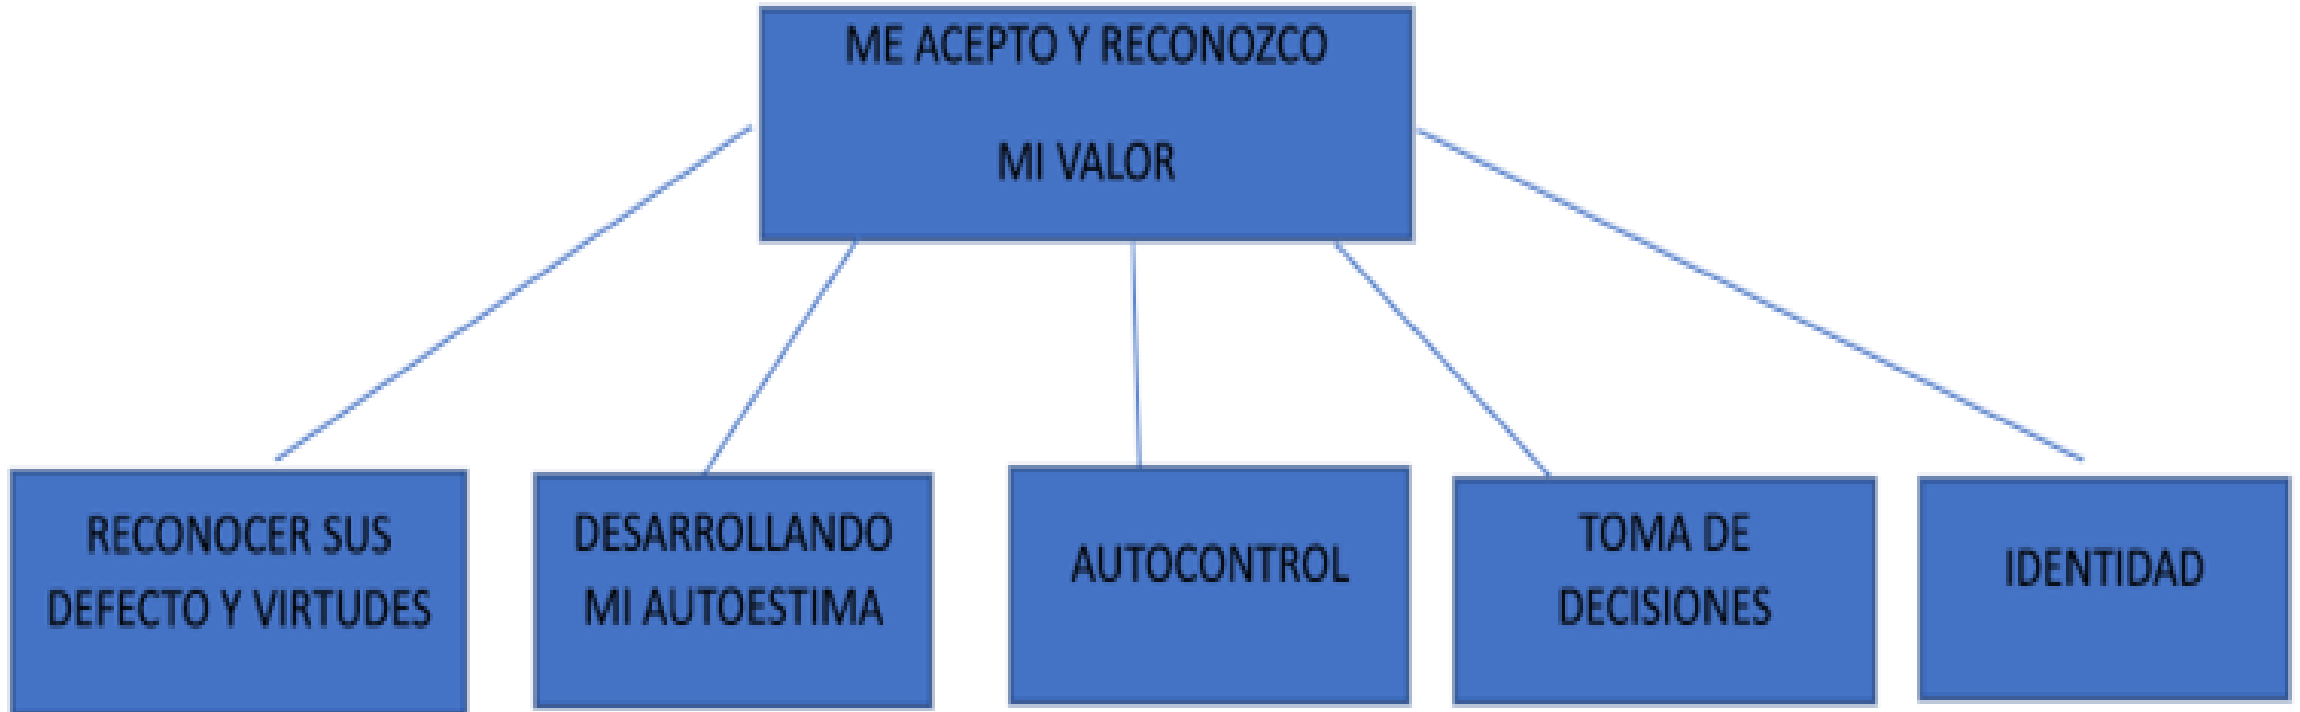 ME ACEPTO Y RECONOZCO
MI VALOR
RECONOCER SUS
DEFECTO Y VIRTUDES
DESARROLLANDO
MI AUTOESTIMA
AUTOCONTROL
TOMA DE
DECISIONES
IDENTIDAD